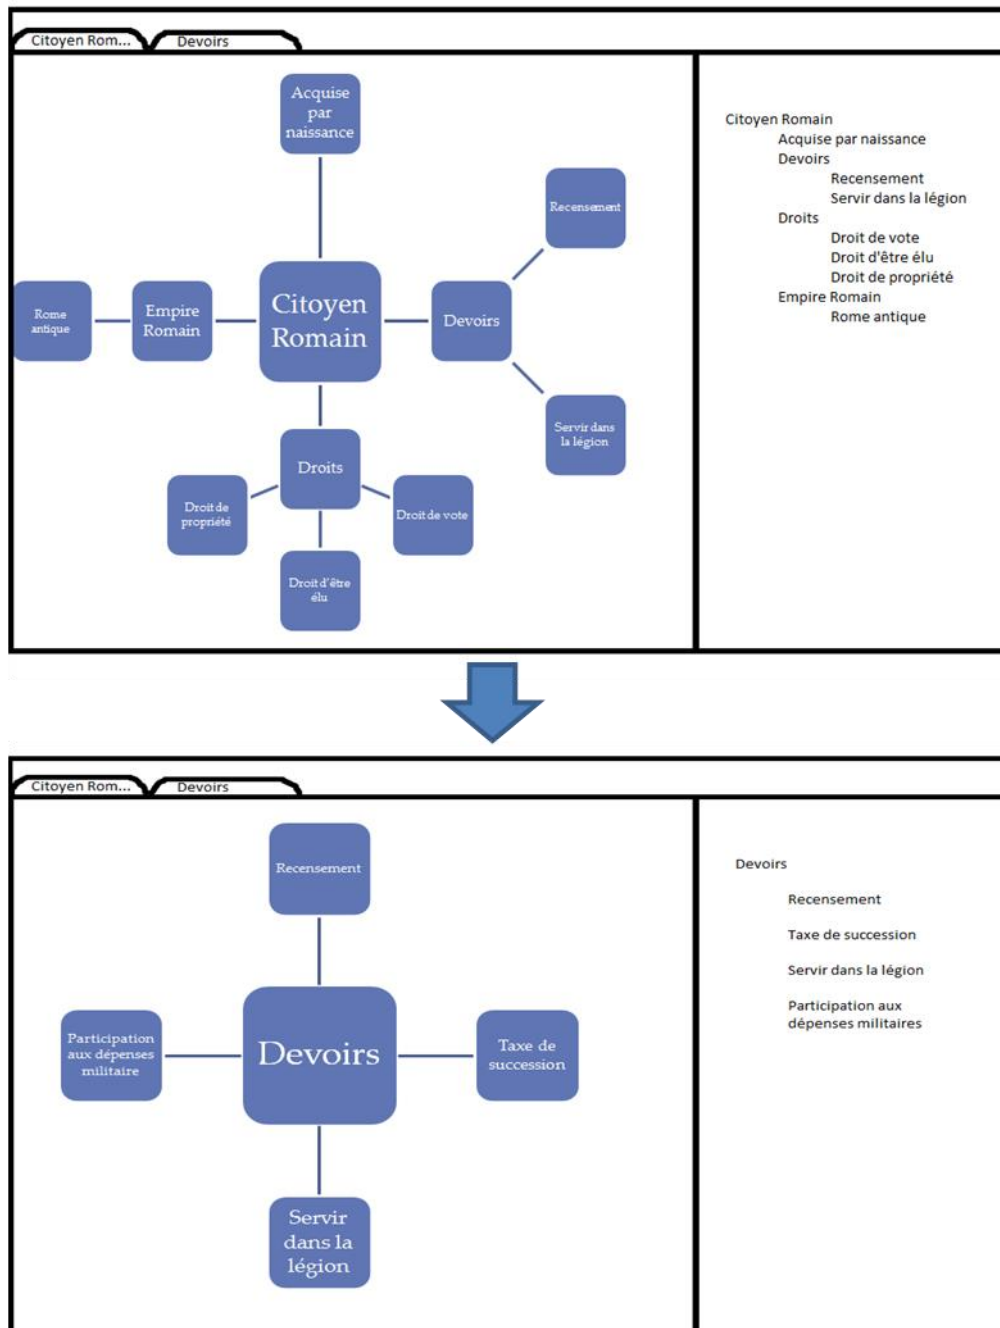 Citoyen Rom...
Devoirs
Acquise
par
naissance
Recensement
Rome
antique
Empire
Romain
Citoyen
Romain
Devoirs
Servir dans
la légion
Droits
Droit de
propriété
Droit de vote
Droit d'être
élu
Citoyen Romain
Acquise par naissance
Devoirs
Recensement
Servir dans la légion
Droits
Droit de vote
Droit d'être élu
Droit de propriété
Empire Romain
Rome antique
Citoyen Rom...
Devoirs
Recensement
Participation
aux dépenses
militaire
Devoirs
Taxe de
succession
Servir
dans la
légion
Devoirs
Recensement
Taxe de succession
Servir dans la légion
Participation aux
dépenses militaires